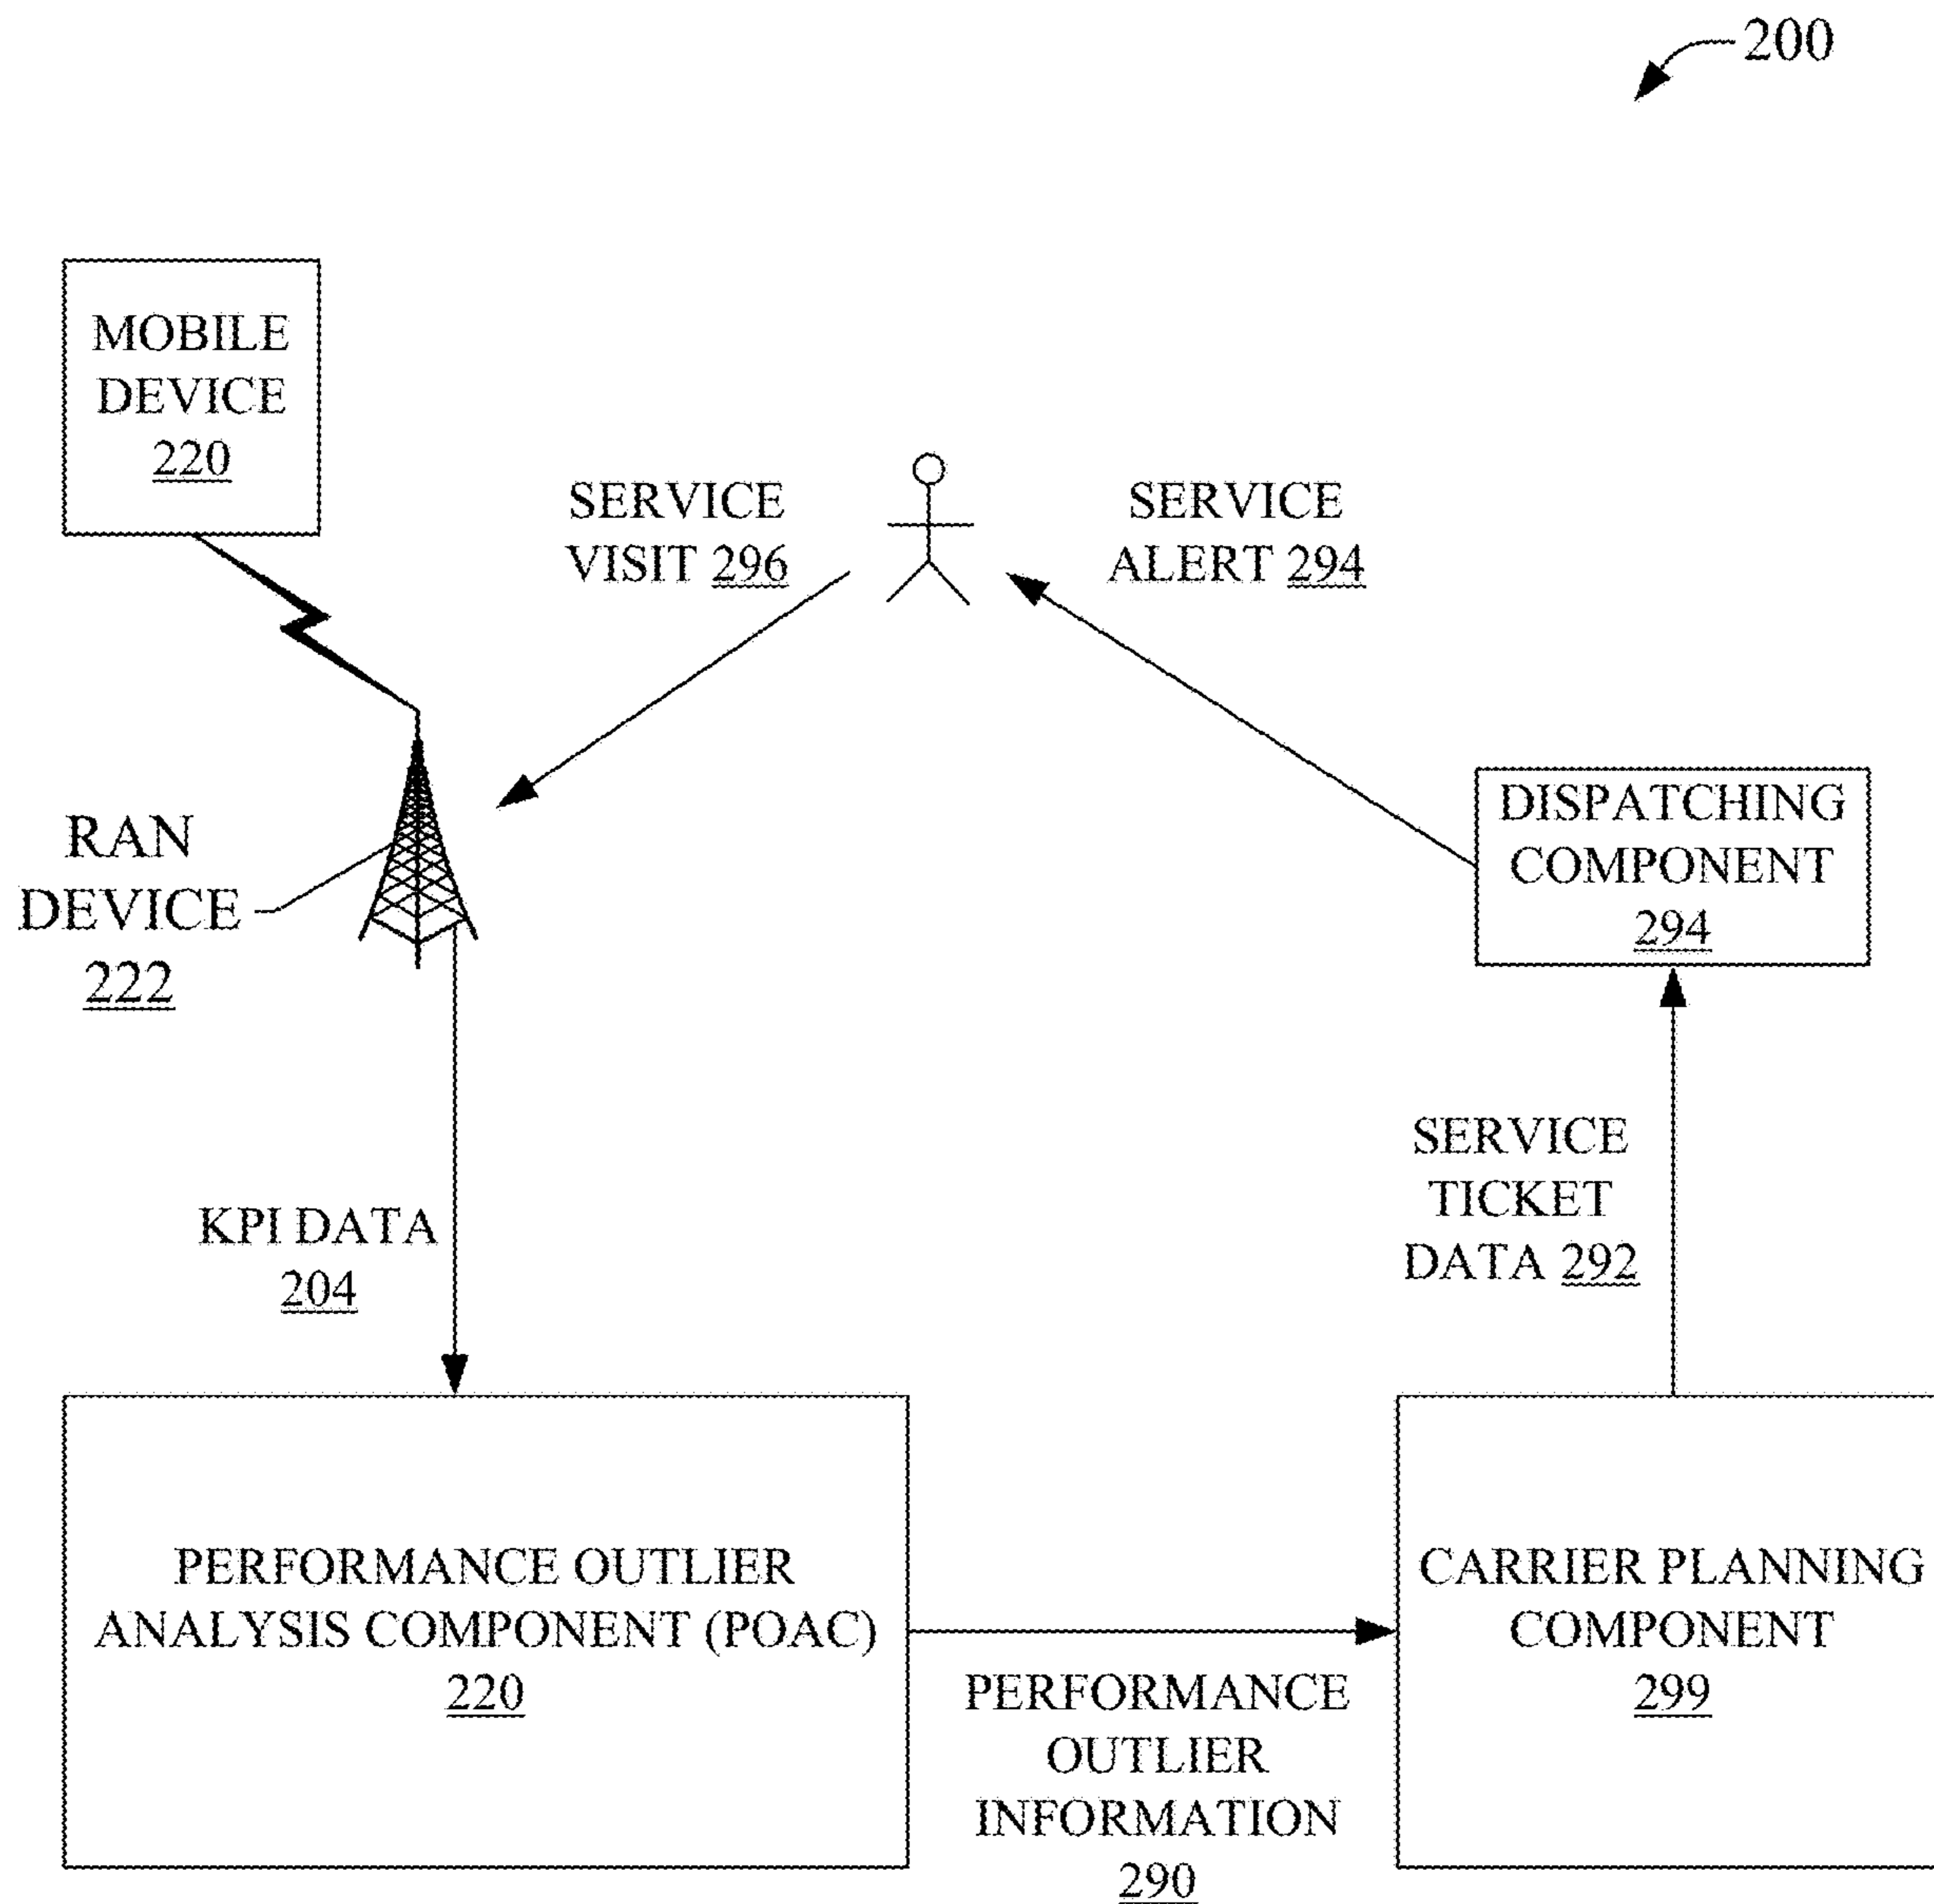 200
MOBILE
DEVICE
220
SERVICE
VISIT 296
SERVICE
ALERT 294
RAN
DEVICE
222
DISPATCHING
COMPONENT
294
KPI DATA
204
SERVICE
TICKET
DATA 292
PERFORMANCE OUTLIER
ANALYSIS COMPONENT (POAC)
220
PERFORMANCE
OUTLIER
INFORMATION
290
CARRIER PLANNING
COMPONENT
299